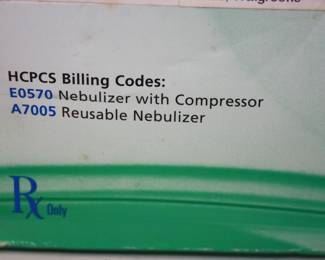 HCPCS Billing Codes:
E0570 Nebulizer with Compressor
A7005 Reusable Nebulizer
Rx Only